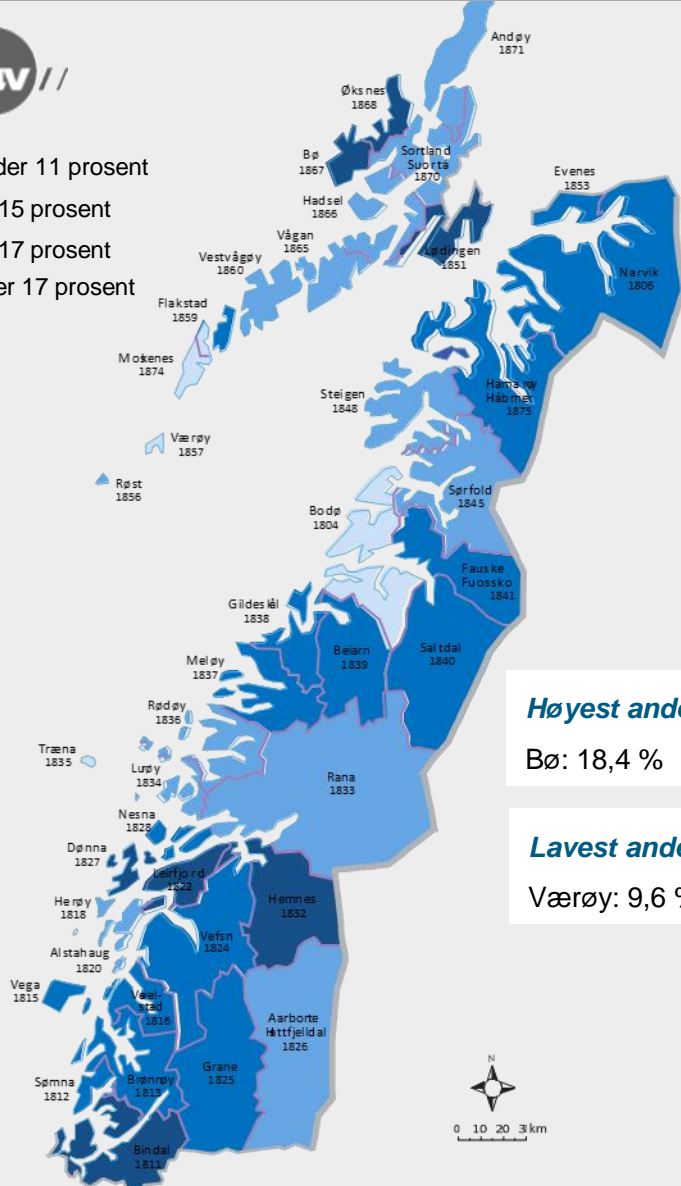 Andøy
1871
Øksnes
1868
der 11 prosent
15 prosent
17 prosent
er 17 prosent
Bø
1867
Sortland
Suortá
1870
Evenes
1853
Hadsel
1866
Vågan
1865
Lødingen
1851
Vestvågøy
1860
Narvik
1806
Flakstad
1859
Moskenes
1874
Steigen
1848
Hamarøy
Hábmer
1875
Værøy
1857
Røst
1856
Sørfold
1845
Bodø
1804
Fauske
Fuossko
1841
Gildeskål
1838
Beiarn
1839
Saltdal
1840
Meløy
1837
Rødøy
1836
Høyest ande
Bø: 18,4 %
Træna
1835
Lurøy
1834
Rana
1833
Nesna
1828
Dønna
1827
Leirfjord
1822
Lavest ande
Værøy: 9,6 %
Hemnes
1832
Herøy
1818
Vefsn
1824
Alstahaug
1820
Vega
1815
Vevel-
stad
1816
Aarborte
Hattfjelldal
1826
Grane
1825
Sømna
1812
Brønnøy
1813
Bindal
1811
N
0 10 20 3 km